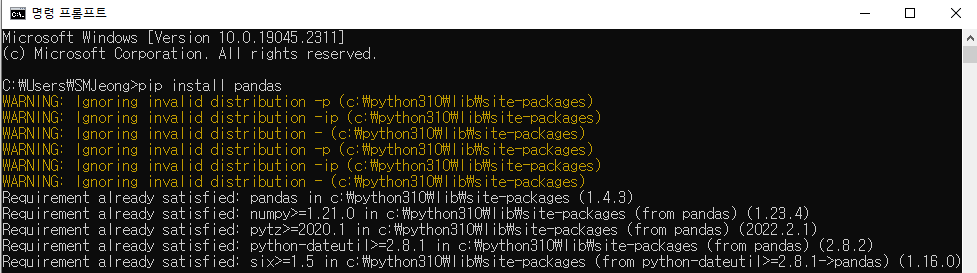 명령 프롬프트
Microsoft Windows [Version 10.0.19045.2311]
(c) Microsoft Corporation. All rights reserved.
C:₩Users₩SMJeong>pip install pandas
WARNING: Ignoring invalid distribution -p (c:₩python310₩lib₩site-packages)
WARNING: Ignoring invalid distribution -ip (c:₩python310₩lib₩site-packages)
WARNING: Ignoring invalid distribution - (c:₩python310₩lib₩site-packages)
WARNING: Ignoring invalid distribution -p (c:₩python310₩lib₩site-packages)
WARNING: Ignoring invalid distribution -ip (c:₩python310₩lib₩site-packages)
WARNING: Ignoring invalid distribution - (c:₩python310₩lib₩site-packages)
Requirement already satisfied: pandas in c:₩python310₩lib₩site-packages (1.4.3)
Requirement already satisfied: numpy>=1.21.0 in c:₩python310₩lib₩site-packages (from pandas) (1.23.4)
Requirement already satisfied: pytz>=2020.1 in c:₩python310₩lib₩site-packages (from pandas) (2022.2.1)
Requirement already satisfied: python-dateutil>=2.8.1 in c:₩python310₩lib₩site-packages (from pandas) (2.8.2)
Requirement already satisfied: six>=1.5 in c:₩python310₩lib₩site-packages (from python-dateutil>=2.8.1->pandas) (1.16.0)